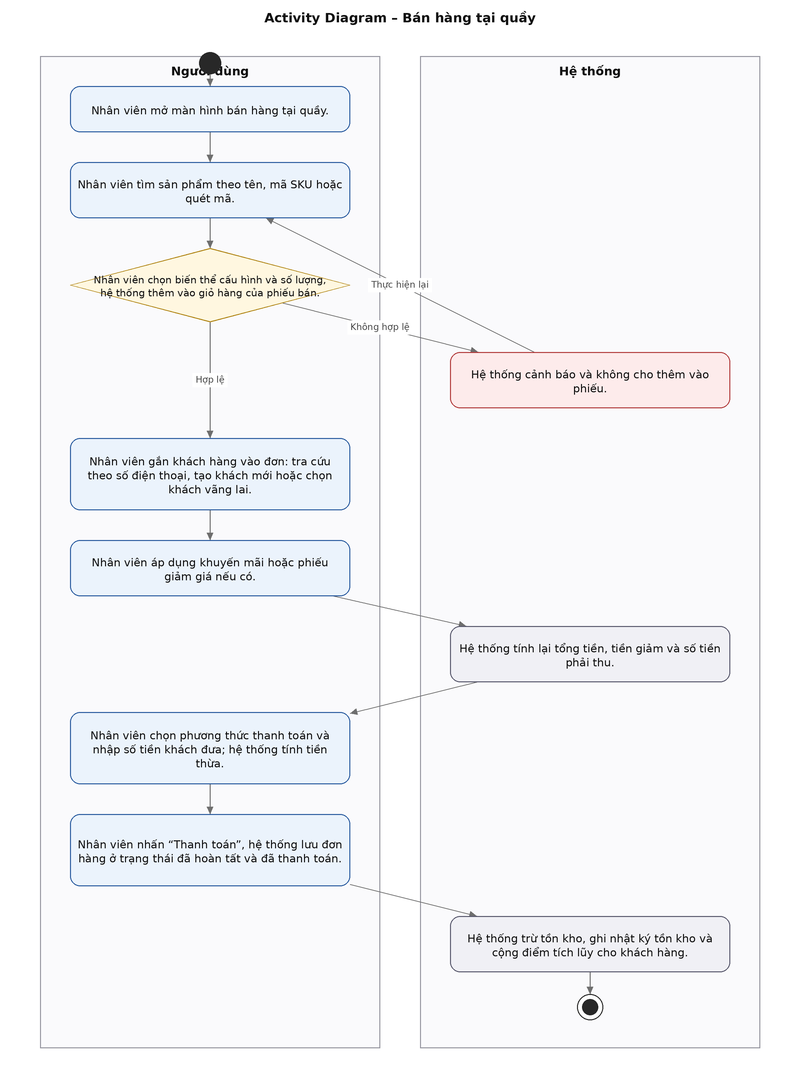 Activity Diagram – Bán hàng tại quầy
Người dùng
Hệ thống
Nhân viên mở màn hình bán hàng tại quầy.
Nhân viên tìm sản phẩm theo tên, mã SKU hoặc
quét mã.
Nhân viên chọn biến thể cấu hình và số lượng,
hệ thống thêm vào giỏ hàng của phiếu bán.
Thực hiện lại
Không hợp lệ
Hệ thống cảnh báo và không cho thêm vào
phiếu.
Hợp lệ
Nhân viên gắn khách hàng vào đơn: tra cứu
theo số điện thoại, tạo khách mới hoặc chọn
khách vãng lai.
Nhân viên áp dụng khuyến mãi hoặc phiếu
giảm giá nếu có.
Hệ thống tính lại tổng tiền, tiền giảm và số tiền
phải thu.
Nhân viên chọn phương thức thanh toán và
nhập số tiền khách đưa; hệ thống tính tiền
thừa.
Nhân viên nhấn “Thanh toán”, hệ thống lưu đơn
hàng ở trạng thái đã hoàn tất và đã thanh toán.
Hệ thống trừ tồn kho, ghi nhật ký tồn kho và
cộng điểm tích lũy cho khách hàng.